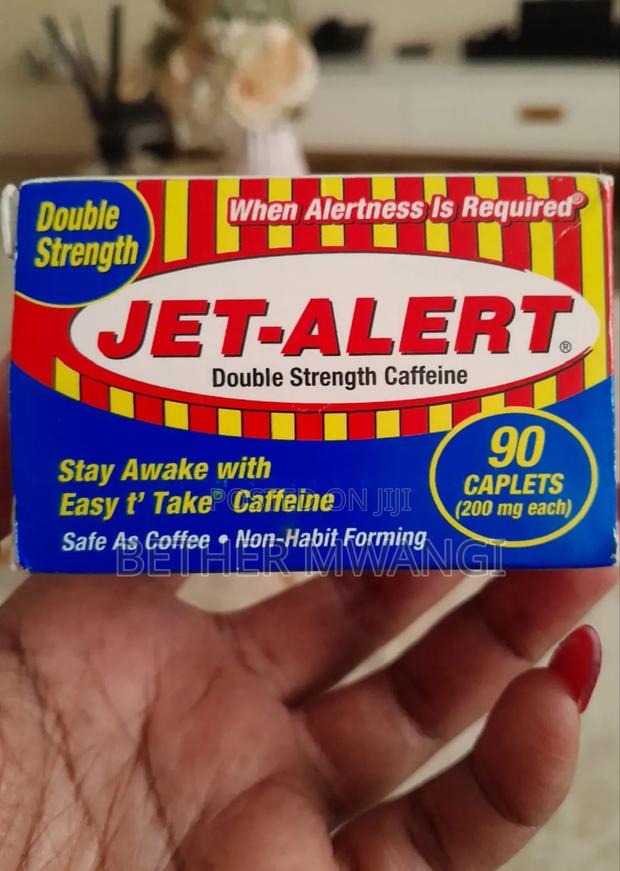 Double
Strength
When Alertness Is Required®
JET-ALERT®
Double Strength Caffeine
90
CAPLETS
(200 mg each)
Stay Awake with
Easy t' Take® Caffeine
Safe As Coffee • Non-Habit Forming
POSTED ON JIJI
BETHER MWANGI